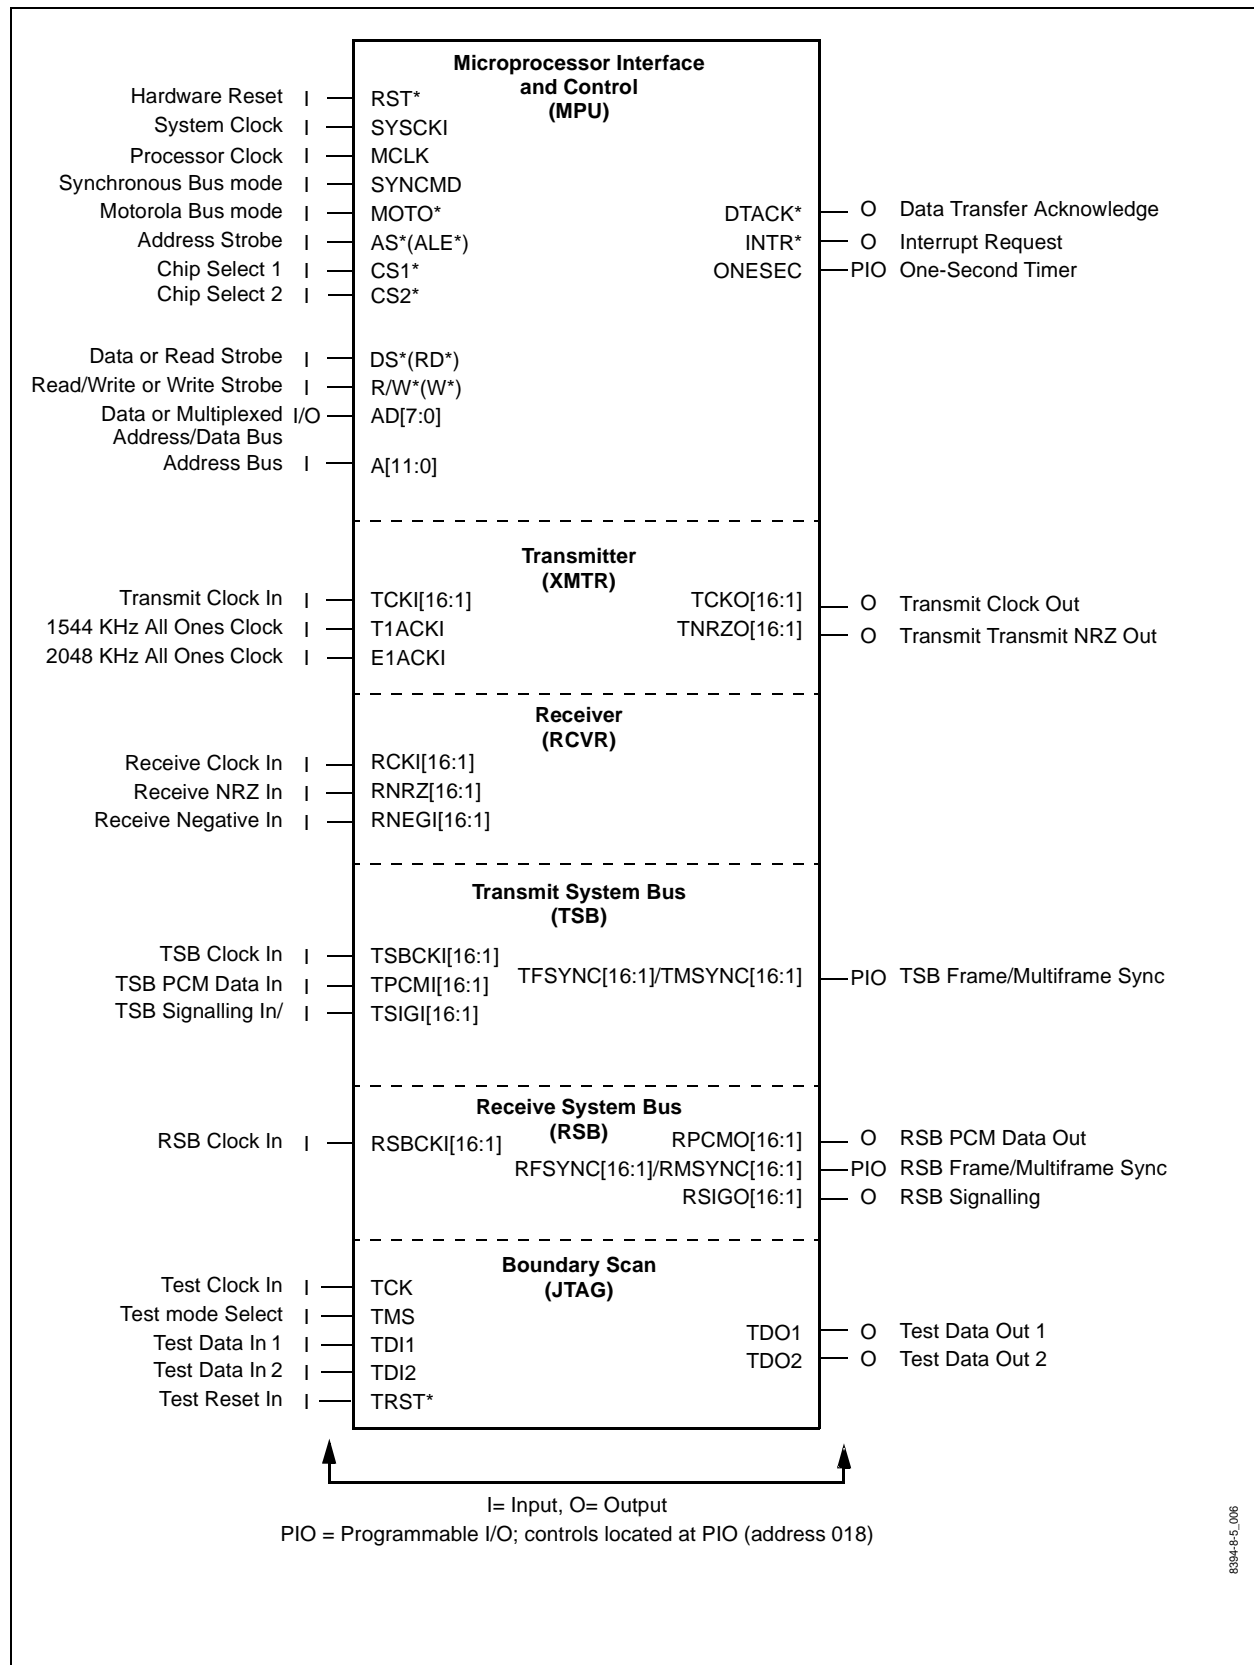 Microprocessor Interface
and Control
(MPU)
Hardware Reset I RST*
System Clock I SYSCKI
Processor Clock I MCLK
Synchronous Bus mode I SYNCMD
Motorola Bus mode I MOTO* DTACK* O Data Transfer Acknowledge
Address Strobe I AS*(ALE*) INTR* O Interrupt Request
Chip Select 1 I CS1* ONESEC PIO One-Second Timer
Chip Select 2 I CS2*
Data or Read Strobe I DS*(RD*)
Read/Write or Write Strobe I R/W*(W*)
Data or Multiplexed I/O AD[7:0]
Address/Data Bus
Address Bus I A[11:0]
Transmitter
(XMTR)
Transmit Clock In I TCKI[16:1] TCKO[16:1] O Transmit Clock Out
1544 KHz All Ones Clock I T1ACKI TNRZO[16:1] O Transmit Transmit NRZ Out
2048 KHz All Ones Clock I E1ACKI
Receiver
(RCVR)
Receive Clock In I RCKI[16:1]
Receive NRZ In I RNRZ[16:1]
Receive Negative In I RNEGI[16:1]
Transmit System Bus
(TSB)
TSB Clock In I TSBCKI[16:1]
TSB PCM Data In I TPCMI[16:1] TFSYNC[16:1]/TMSYNC[16:1] PIO TSB Frame/Multiframe Sync
TSB Signalling In/ I TSIGI[16:1]
Receive System Bus
(RSB)
RSB Clock In I RSBCKI[16:1] RPCMO[16:1] O RSB PCM Data Out
RFSYNC[16:1]/RMSYNC[16:1] PIO RSB Frame/Multiframe Sync
RSIGO[16:1] O RSB Signalling
Boundary Scan
(JTAG)
Test Clock In I TCK
Test mode Select I TMS
Test Data In 1 I TDI1 TDO1 O Test Data Out 1
Test Data In 2 I TDI2 TDO2 O Test Data Out 2
Test Reset In I TRST*
I= Input, O= Output
PIO = Programmable I/O; controls located at PIO (address 018)
8394-8-5_006